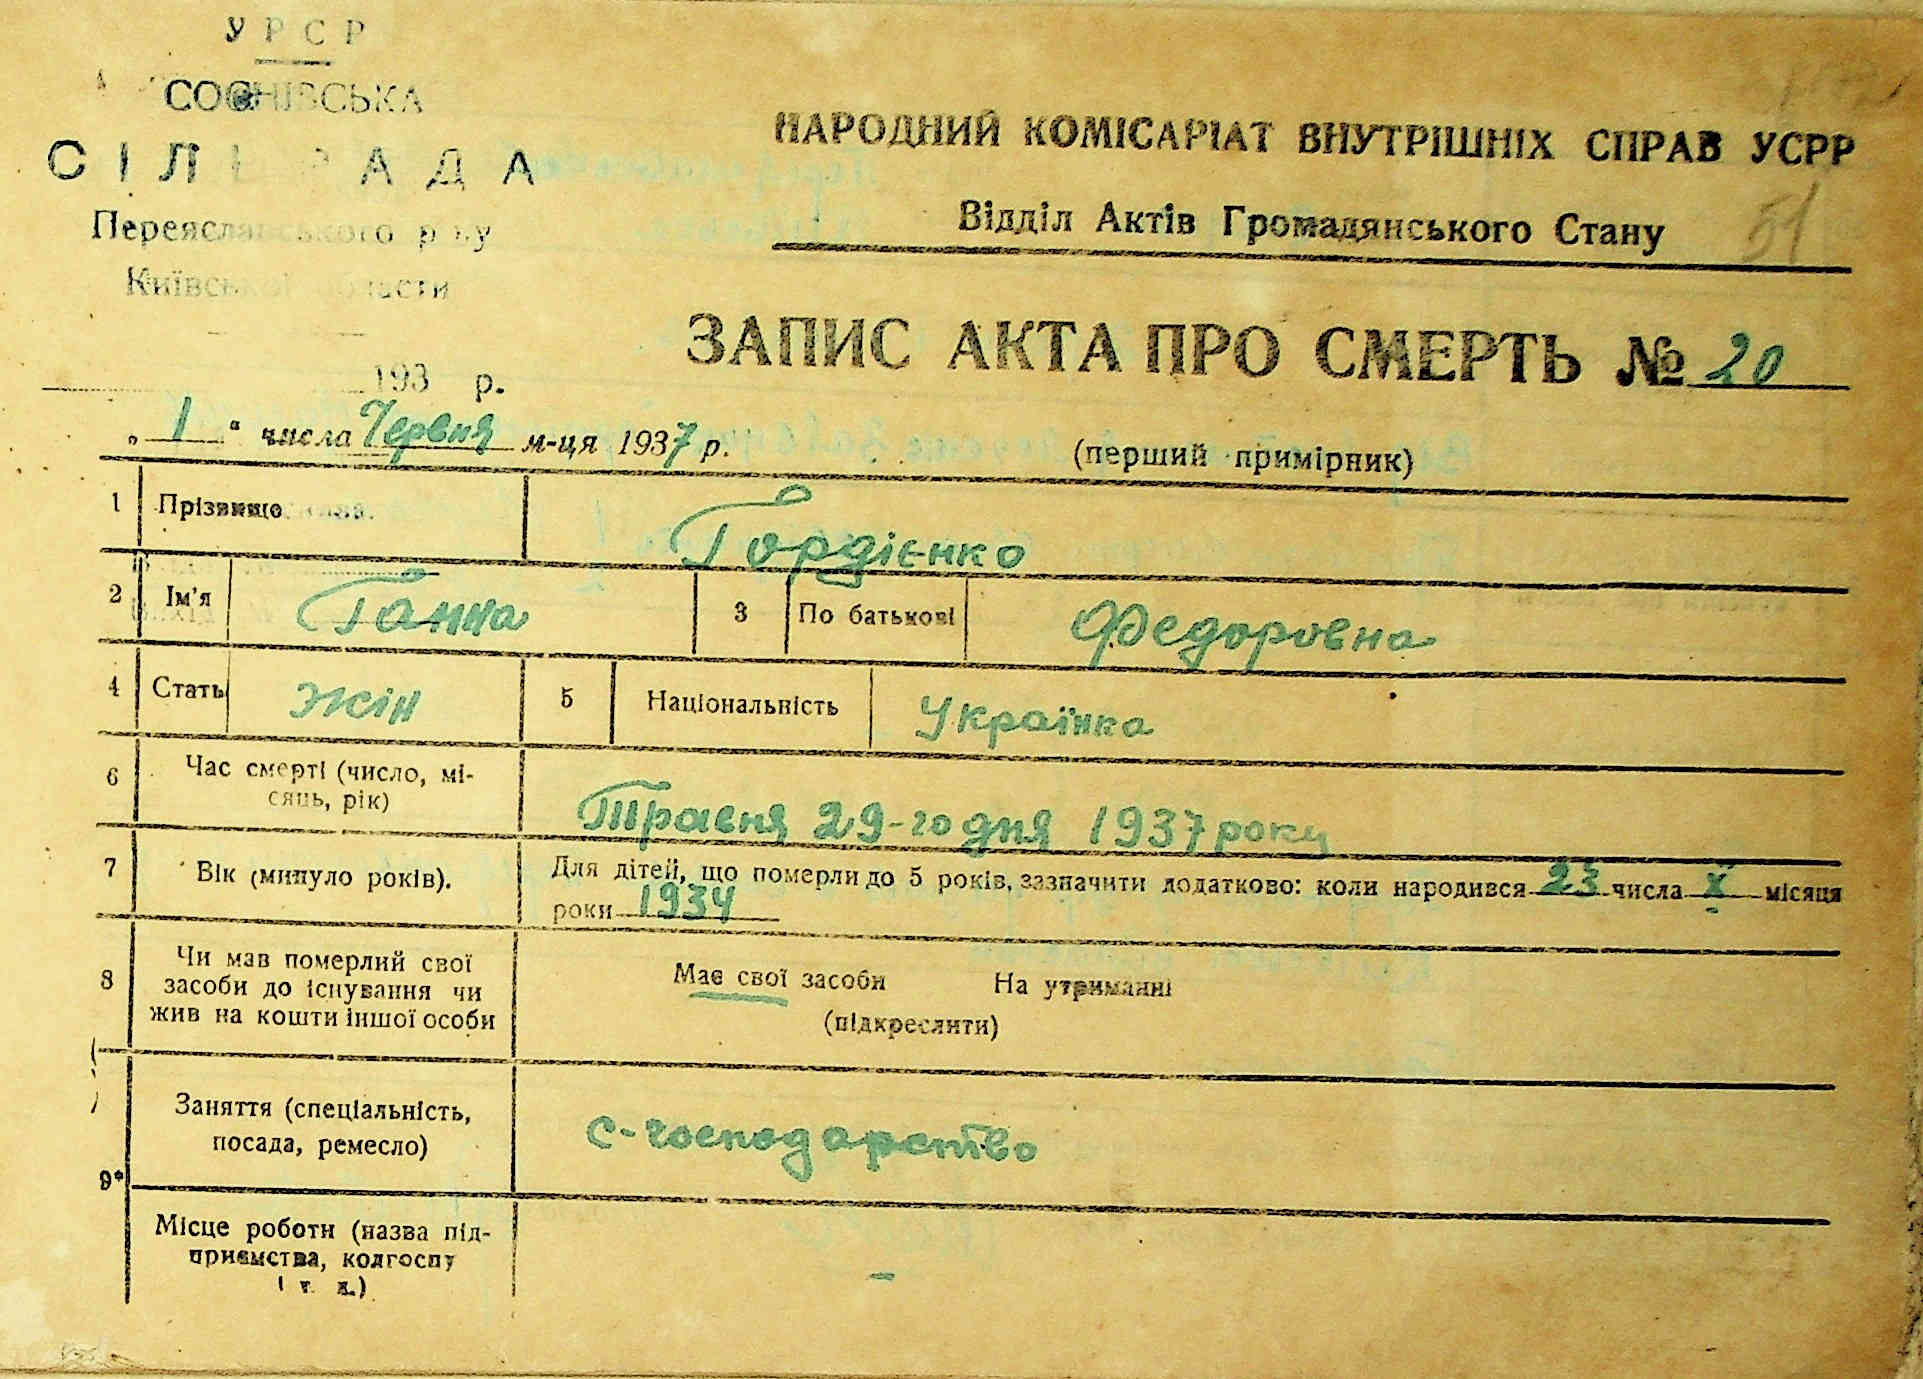 УРСР
СОСНІВСЬКА
СІЛЬРАДА
Переяславського р-ну
Київської області
193 р.
НАРОДНИЙ КОМІСАРІАТ ВНУТРІШНІХ СПРАВ УСРР
Відділ Актів Громадянського Стану
51
ЗАПИС АКТА ПРО СМЕРТЬ № 20
„ 1 “ числа Червня м-ця 1937 р.
(перший примірник)
1 Прізвище Гордієнко
2 Ім'я Ганна 3 По батькові Федоровна
4 Стать жін 5 Національність Українка
6 Час смерті (число, мі-
сяць, рік)
Травня 29-го дня 1937 року
7 Вік (минуло років).
Для дітей, що померли до 5 років, зазначити додатково: коли народився 23 числа X місяця
роки 1934
8 Чи мав померлий свої
засоби до існування чи
жив на кошти іншої особи
Має свої засоби На утриманні
(підкреслити)
9* Заняття (спеціальність,
посада, ремесло)
с-господарство
Місце роботи (назва під-
приємства, колгоспу
і т. д.)
–